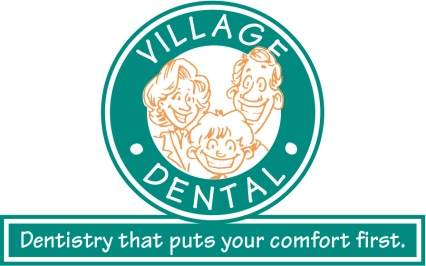 VILLAGE
DENTAL
Dentistry that puts your comfort first.